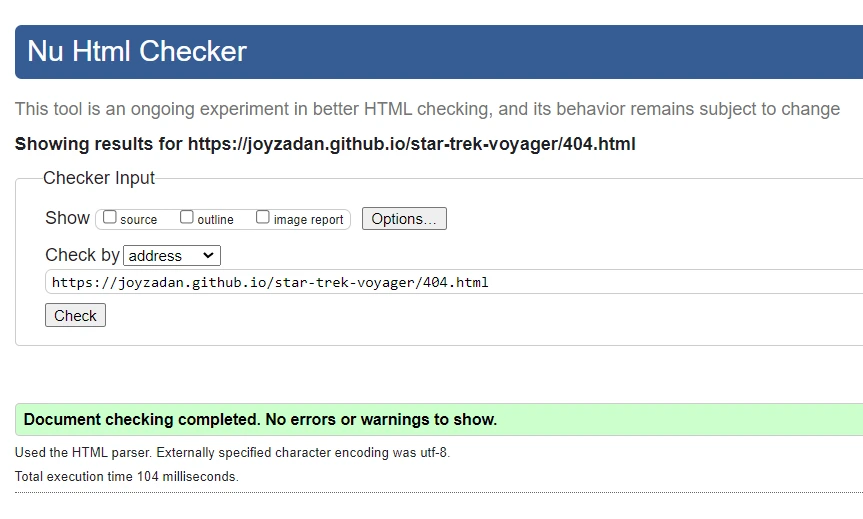 Nu Html Checker
This tool is an ongoing experiment in better HTML checking, and its behavior remains subject to change
Showing results for https://joyzadan.github.io/star-trek-voyager/404.html
Checker Input
Show source outline image report Options...
Check by address
https://joyzadan.github.io/star-trek-voyager/404.html
Check
Document checking completed. No errors or warnings to show.
Used the HTML parser. Externally specified character encoding was utf-8.
Total execution time 104 milliseconds.